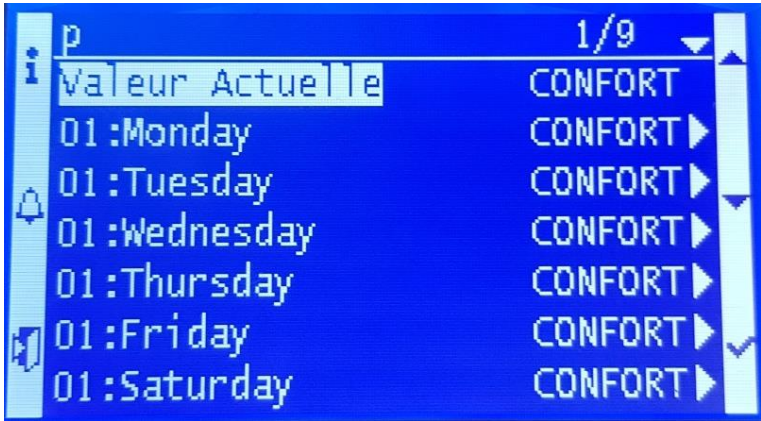 p 1/9
Valeur Actuelle CONFORT
01:Monday CONFORT
01:Tuesday CONFORT
01:Wednesday CONFORT
01:Thursday CONFORT
01:Friday CONFORT
01:Saturday CONFORT